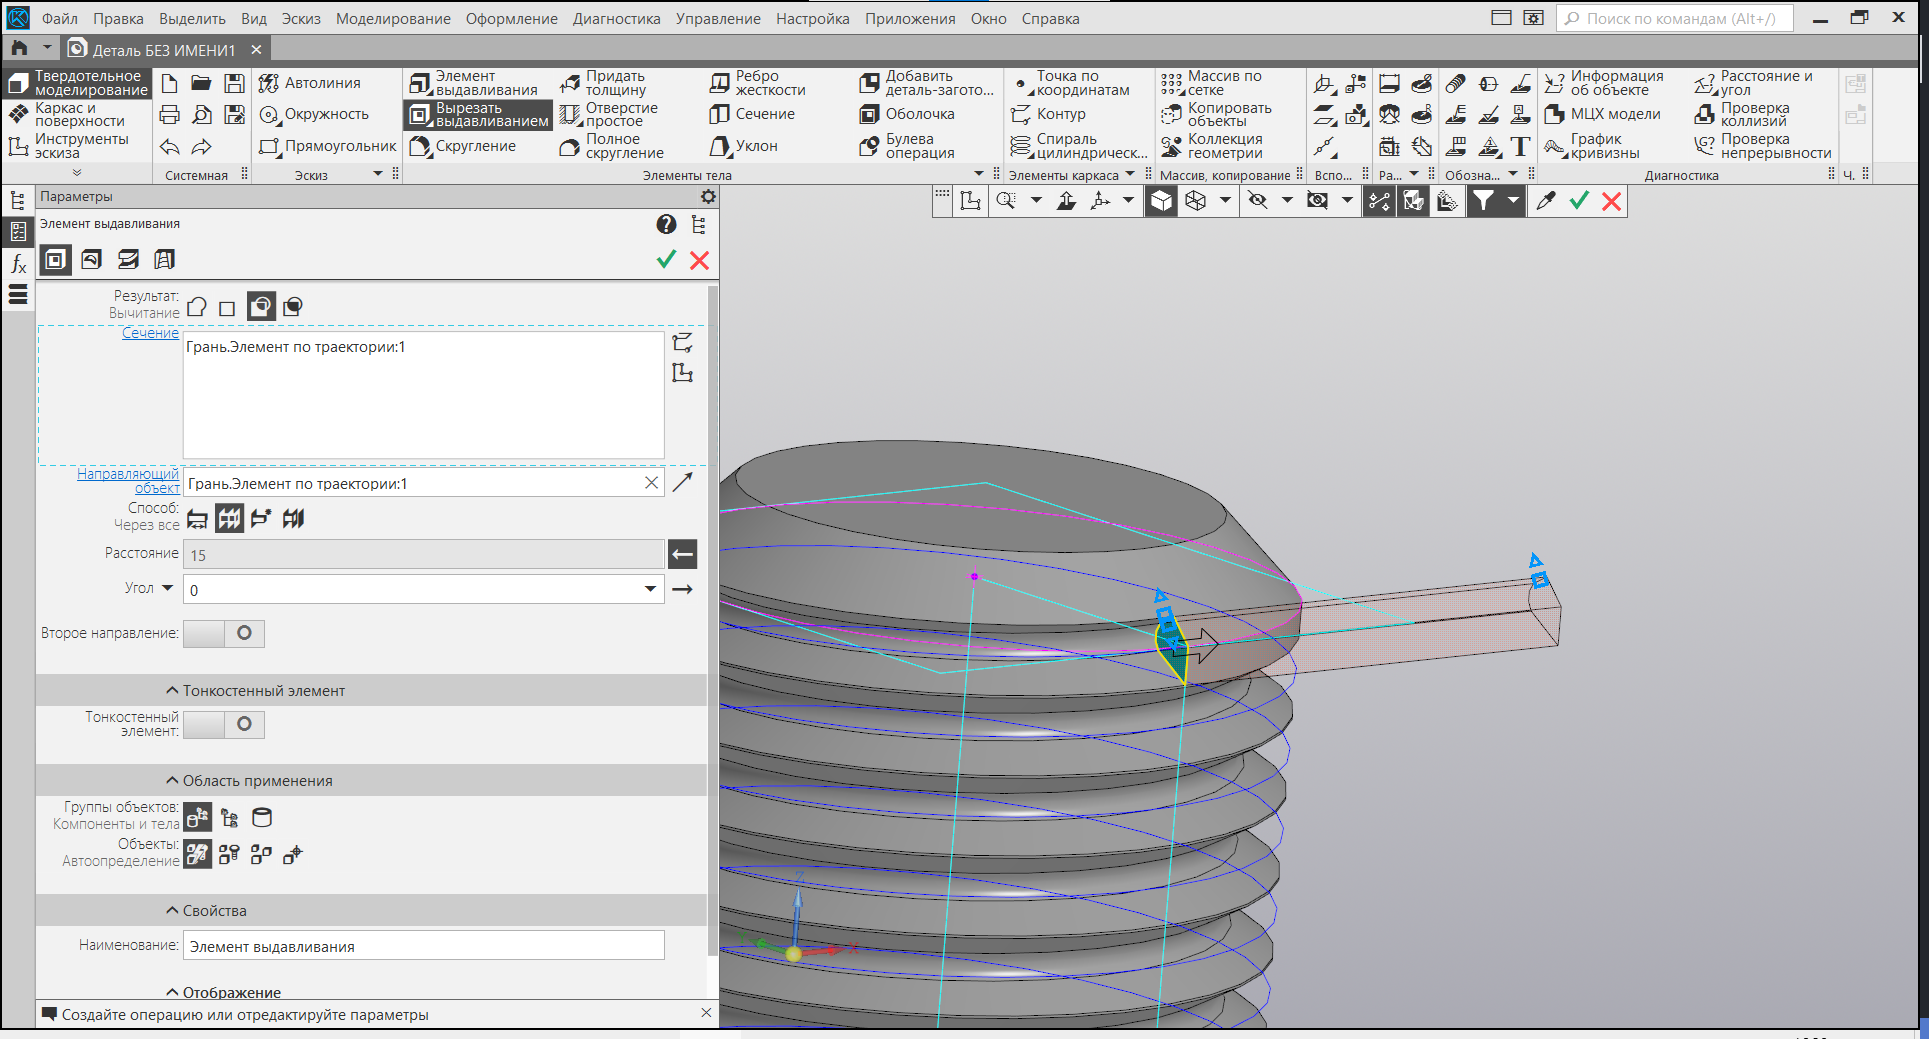 Файл Правка Выделить Вид Эскиз Моделирование Оформление Диагностика Управление Настройка Приложения Окно Справка
Поиск по командам (Alt+/)
Деталь БЕЗ ИМЕНИ1
Твердотельное моделирование
Каркас и поверхности
Инструменты эскиза
Системная
Автолиния
Окружность
Прямоугольник
Эскиз
Элемент выдавливания
Вырезать выдавливанием
Скругление
Придать толщину
Отверстие простое
Полное скругление
Ребро жесткости
Сечение
Уклон
Добавить деталь-загото...
Оболочка
Булева операция
Элементы тела
Точка по координатам
Контур
Спираль цилиндрическ...
Элементы каркаса
Массив по сетке
Копировать объекты
Коллекция геометрии
Массив, копирование
Вспо...
Ра...
Обозна...
Информация об объекте
МЦХ модели
График кривизны
Расстояние и угол
Проверка коллизий
Проверка непрерывности
Диагностика
Ч.
Параметры
Элемент выдавливания
Результат:
Вычитание
Сечение
Грань.Элемент по траектории:1
Направляющий объект
Грань.Элемент по траектории:1
Способ:
Через все
Расстояние
15
Угол
0
Второе направление:
Тонкостенный элемент
Тонкостенный элемент:
Область применения
Группы объектов:
Компоненты и тела
Объекты:
Автоопределение
Свойства
Наименование:
Элемент выдавливания
Отображение
Создайте операцию или отредактируйте параметры
Z
X